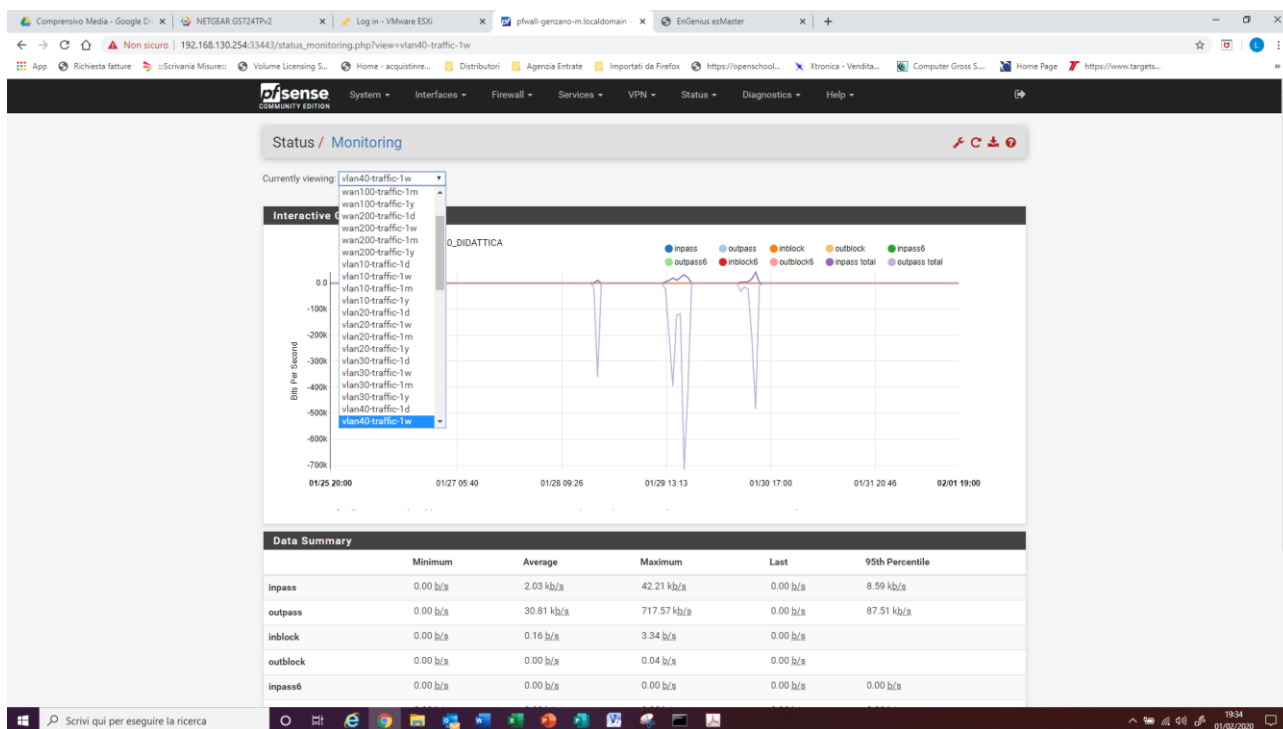 Comprensivo Media - Google Dr
NETGEAR GS724TPv2
Log in - VMware ESXi
pfwall-genzano-m.localdomain -
EnGenius ezMaster
Non sicuro | 192.168.130.254:33443/status_monitoring.php?view=vlan40-traffic-1w
App Richiesta fatture :::Scrivania Misure::: Volume Licensing S... Home - acquistinre... Distributori Agenzia Entrate Importati da Firefox https://openschool... Xtronica - Vendita... Computer Gross S.... Home Page https://www.targets... »
pfsense COMMUNITY EDITION
System Interfaces Firewall Services VPN Status Diagnostics Help
Status / Monitoring
Currently viewing: vlan40-traffic-1w
wan100-traffic-1m
wan100-traffic-1y
wan200-traffic-1d
wan200-traffic-1w
wan200-traffic-1m
wan200-traffic-1y
vlan10-traffic-1d
vlan10-traffic-1w
vlan10-traffic-1m
vlan10-traffic-1y
vlan20-traffic-1d
vlan20-traffic-1w
vlan20-traffic-1m
vlan20-traffic-1y
vlan30-traffic-1d
vlan30-traffic-1w
vlan30-traffic-1m
vlan30-traffic-1y
vlan40-traffic-1d
vlan40-traffic-1w
Interactive
0_DIDATTICA
inpass outpass inblock outblock inpass6
outpass6 inblock6 outblock6 inpass total outpass total
Bits Per Second
0.0
-100k
-200k
-300k
-400k
-500k
-600k
-700k
01/25 20:00 01/27 05:40 01/28 09:26 01/29 13:13 01/30 17:00 01/31 20:46 02/01 19:00
Data Summary
Minimum Average Maximum Last 95th Percentile
inpass 0.00 b/s 2.03 kb/s 42.21 kb/s 0.00 b/s 8.59 kb/s
outpass 0.00 b/s 30.81 kb/s 717.57 kb/s 0.00 b/s 87.51 kb/s
inblock 0.00 b/s 0.16 b/s 3.34 b/s 0.00 b/s
outblock 0.00 b/s 0.00 b/s 0.04 b/s 0.00 b/s
inpass6 0.00 b/s 0.00 b/s 0.00 b/s 0.00 b/s 0.00 b/s
Scrivi qui per eseguire la ricerca
19:34
01/02/2020